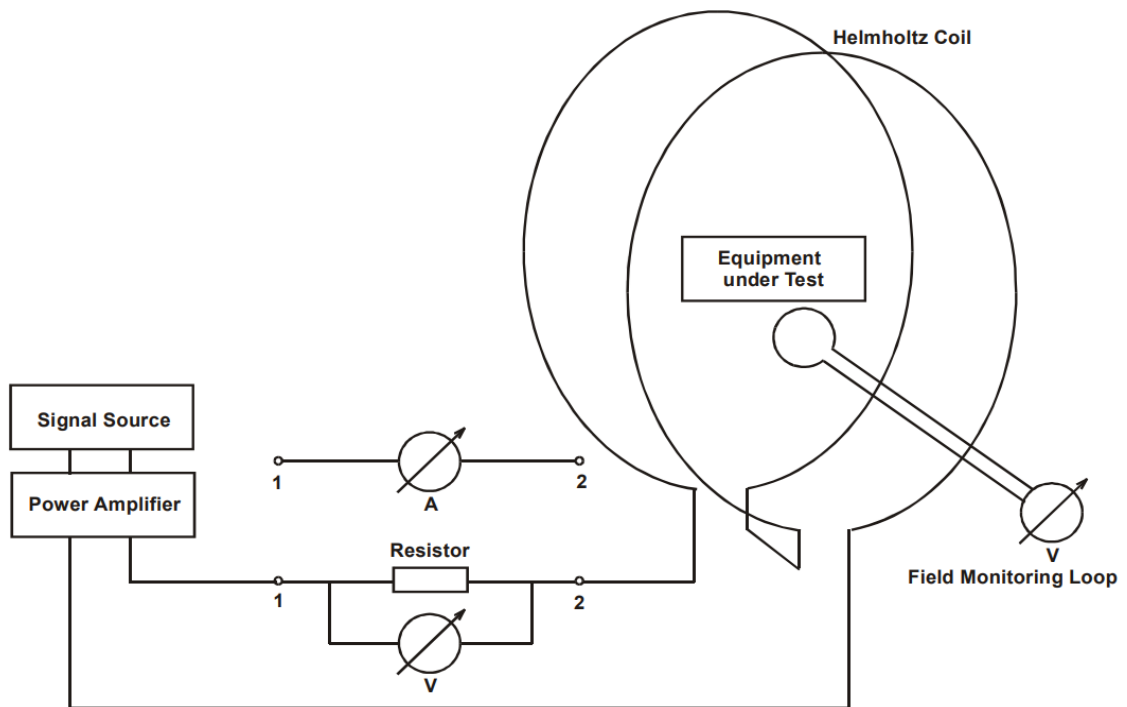 Helmholtz Coil
Equipment
under Test
Signal Source
Power Amplifier
1
2
A
Resistor
1
2
V
V
Field Monitoring Loop